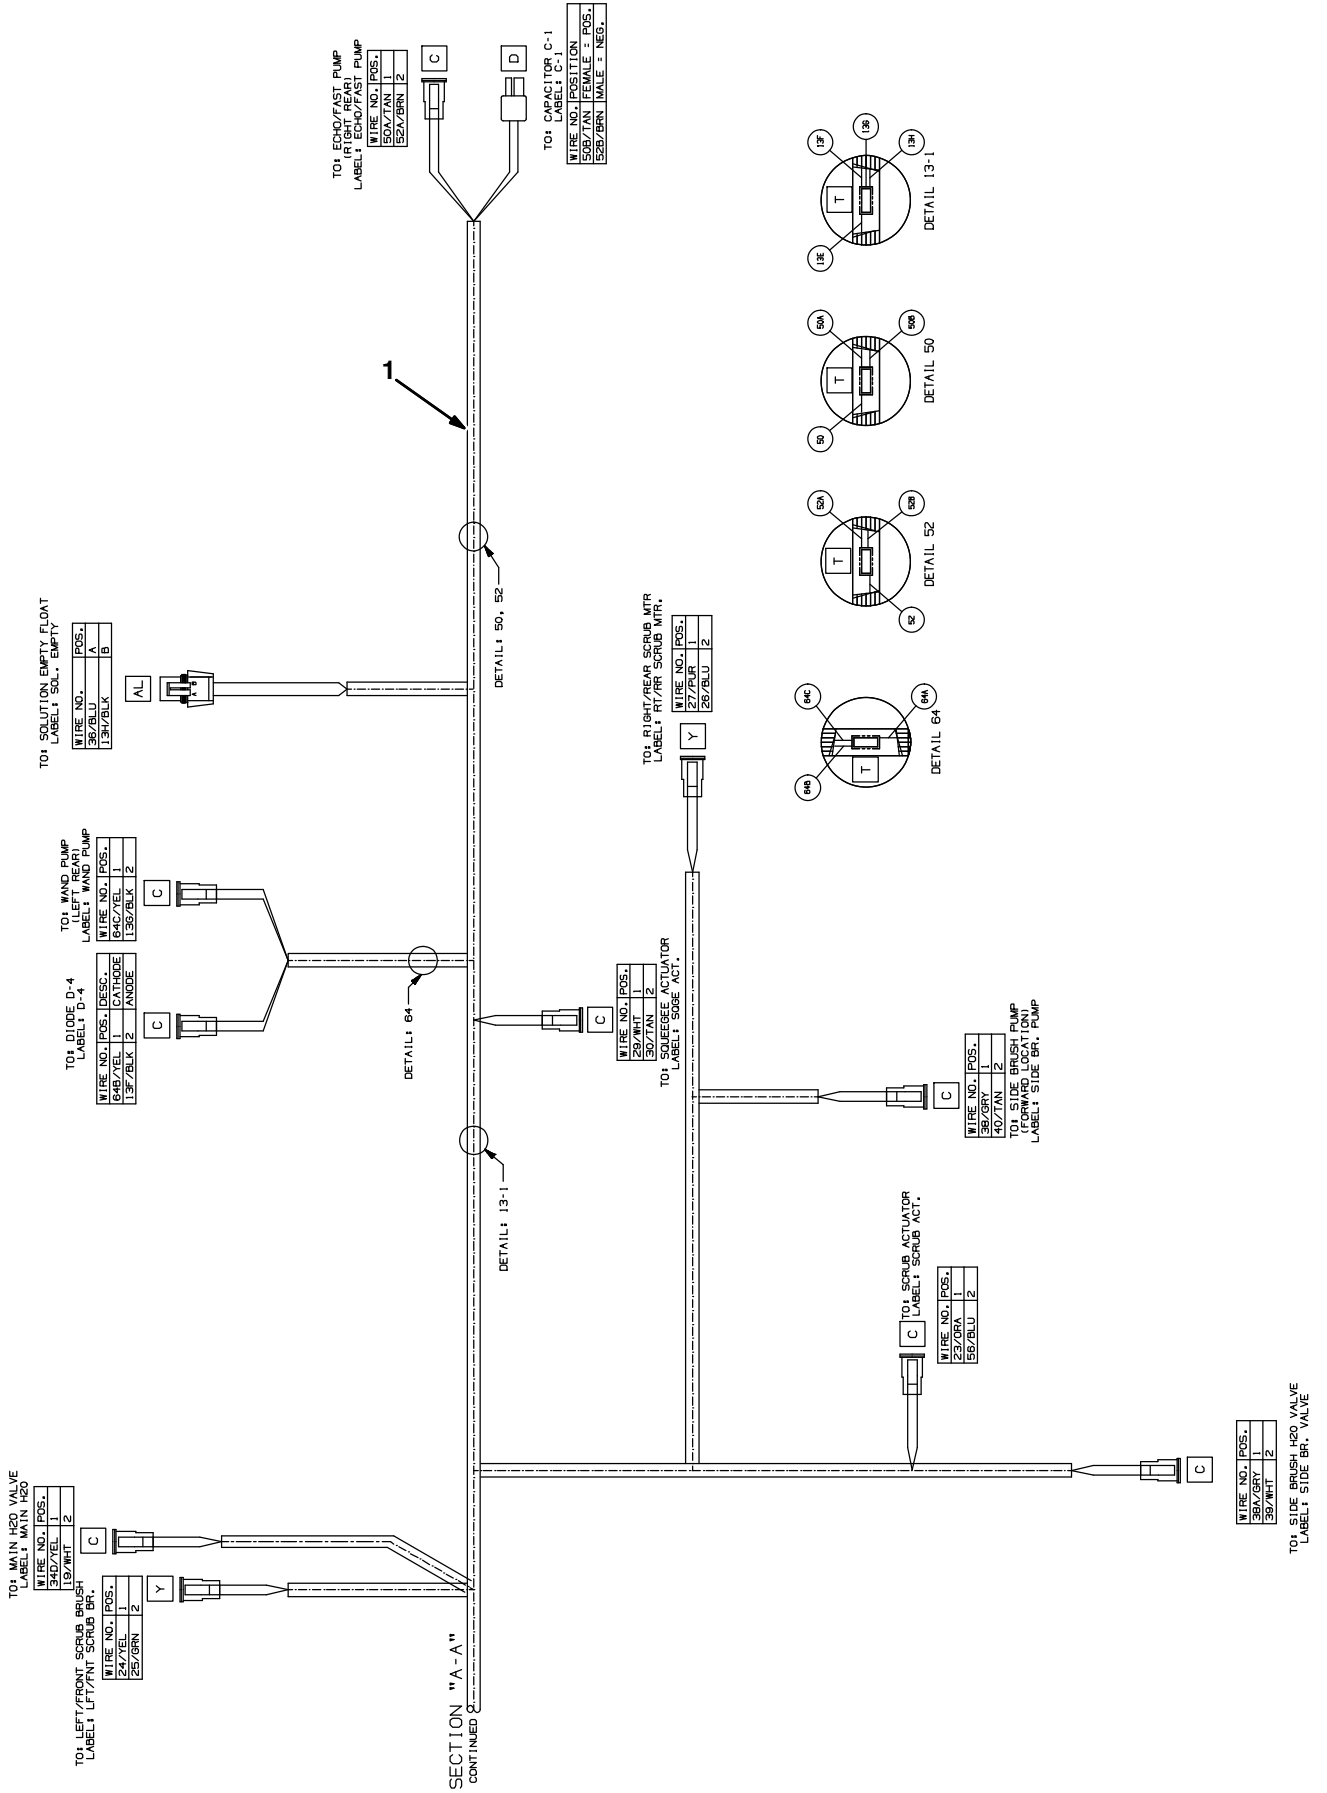 TO: ECHO/FAST PUMP
(RIGHT REAR)
LABEL: ECHO/FAST PUMP
WIRE NO. POS.
50A/TAN 1
52A/BRN 2
C
D
TO: CAPACITOR C-1
LABEL: C-1
WIRE NO. POSITION
50B/TAN FEMALE = POS.
52B/BRN MALE = NEG.
1
DETAIL: 50, 52
TO: SOLUTION EMPTY FLOAT
LABEL: SOL. EMPTY
WIRE NO. POS.
36/BLU A
13H/BLK B
AL
A B
TO: WAND PUMP
(LEFT REAR)
LABEL: WAND PUMP
WIRE NO. POS.
64C/YEL 1
13G/BLK 2
C
TO: DIODE D-4
LABEL: D-4
WIRE NO. POS. DESC.
64B/YEL 1 CATHODE
13F/BLK 2 ANODE
C
DETAIL: 64
DETAIL: 13-1
C
WIRE NO. POS.
29/WHT 1
30/TAN 2
TO: SQUEEGEE ACTUATOR
LABEL: SQGE ACT.
TO: RIGHT/REAR SCRUB MTR
LABEL: RT/RR SCRUB MTR.
WIRE NO. POS.
27/PUR 1
26/BLU 2
Y
C
WIRE NO. POS.
38/GRY 1
40/TAN 2
TO: SIDE BRUSH PUMP
(FORWARD LOCATION)
LABEL: SIDE BR. PUMP
TO: SCRUB ACTUATOR
LABEL: SCRUB ACT.
C
WIRE NO. POS.
23/ORA 1
56/BLU 2
C
WIRE NO. POS.
38A/GRY 1
39/WHT 2
TO: SIDE BRUSH H2O VALVE
LABEL: SIDE BR. VALVE
TO: MAIN H2O VALVE
LABEL: MAIN H2O
WIRE NO. POS.
34D/YEL 1
19/WHT 2
C
TO: LEFT/FRONT SCRUB BRUSH
LABEL: LFT/FNT SCRUB BR.
WIRE NO. POS.
24/YEL 1
25/GRN 2
Y
SECTION "A-A"
CONTINUED
64B 64C
T
64A
DETAIL 64
52 52A
T
52B
DETAIL 52
50 50A
T
50B
DETAIL 50
13E 13F
T
13G
13H
DETAIL 13-1